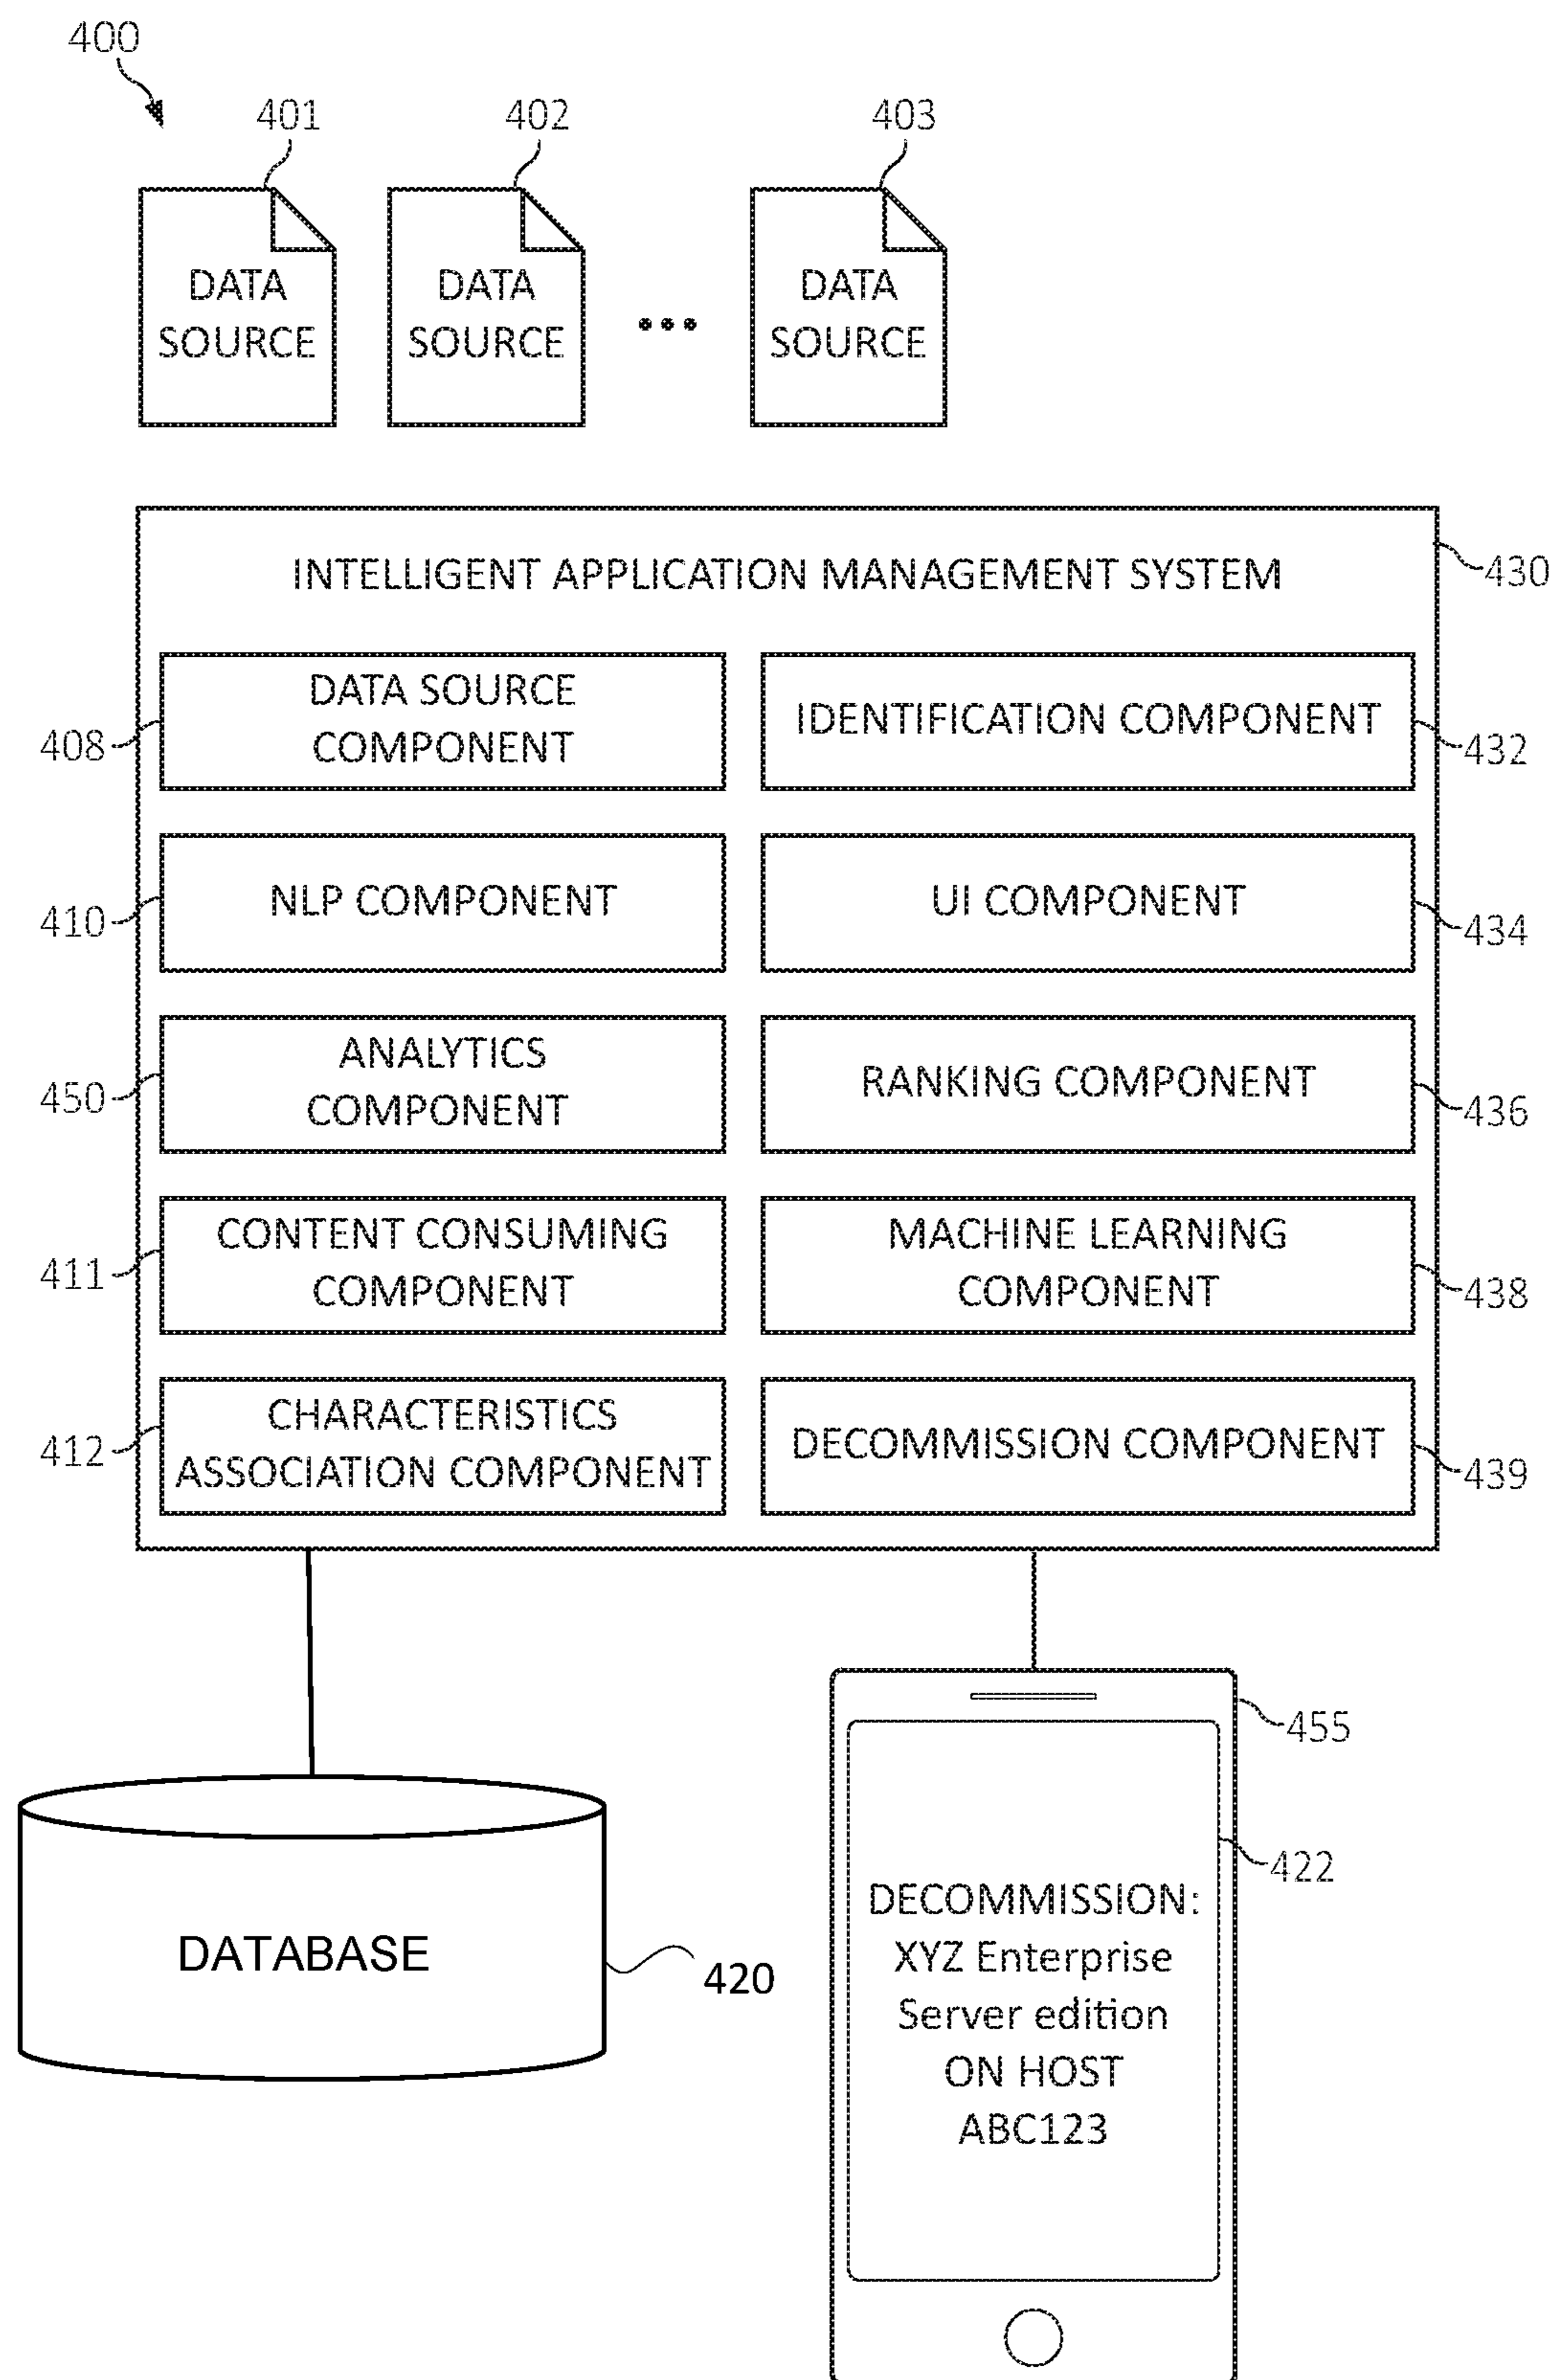 400
401
402
403
DATA
SOURCE
DATA
SOURCE
DATA
SOURCE
INTELLIGENT APPLICATION MANAGEMENT SYSTEM
430
DATA SOURCE
COMPONENT
408
IDENTIFICATION COMPONENT
432
NLP COMPONENT
410
UI COMPONENT
434
ANALYTICS
COMPONENT
450
RANKING COMPONENT
436
CONTENT CONSUMING
COMPONENT
411
MACHINE LEARNING
COMPONENT
438
CHARACTERISTICS
ASSOCIATION COMPONENT
412
DECOMMISSION COMPONENT
439
DATABASE
420
455
422
DECOMMISSION:
XYZ Enterprise
Server edition
ON HOST
ABC123